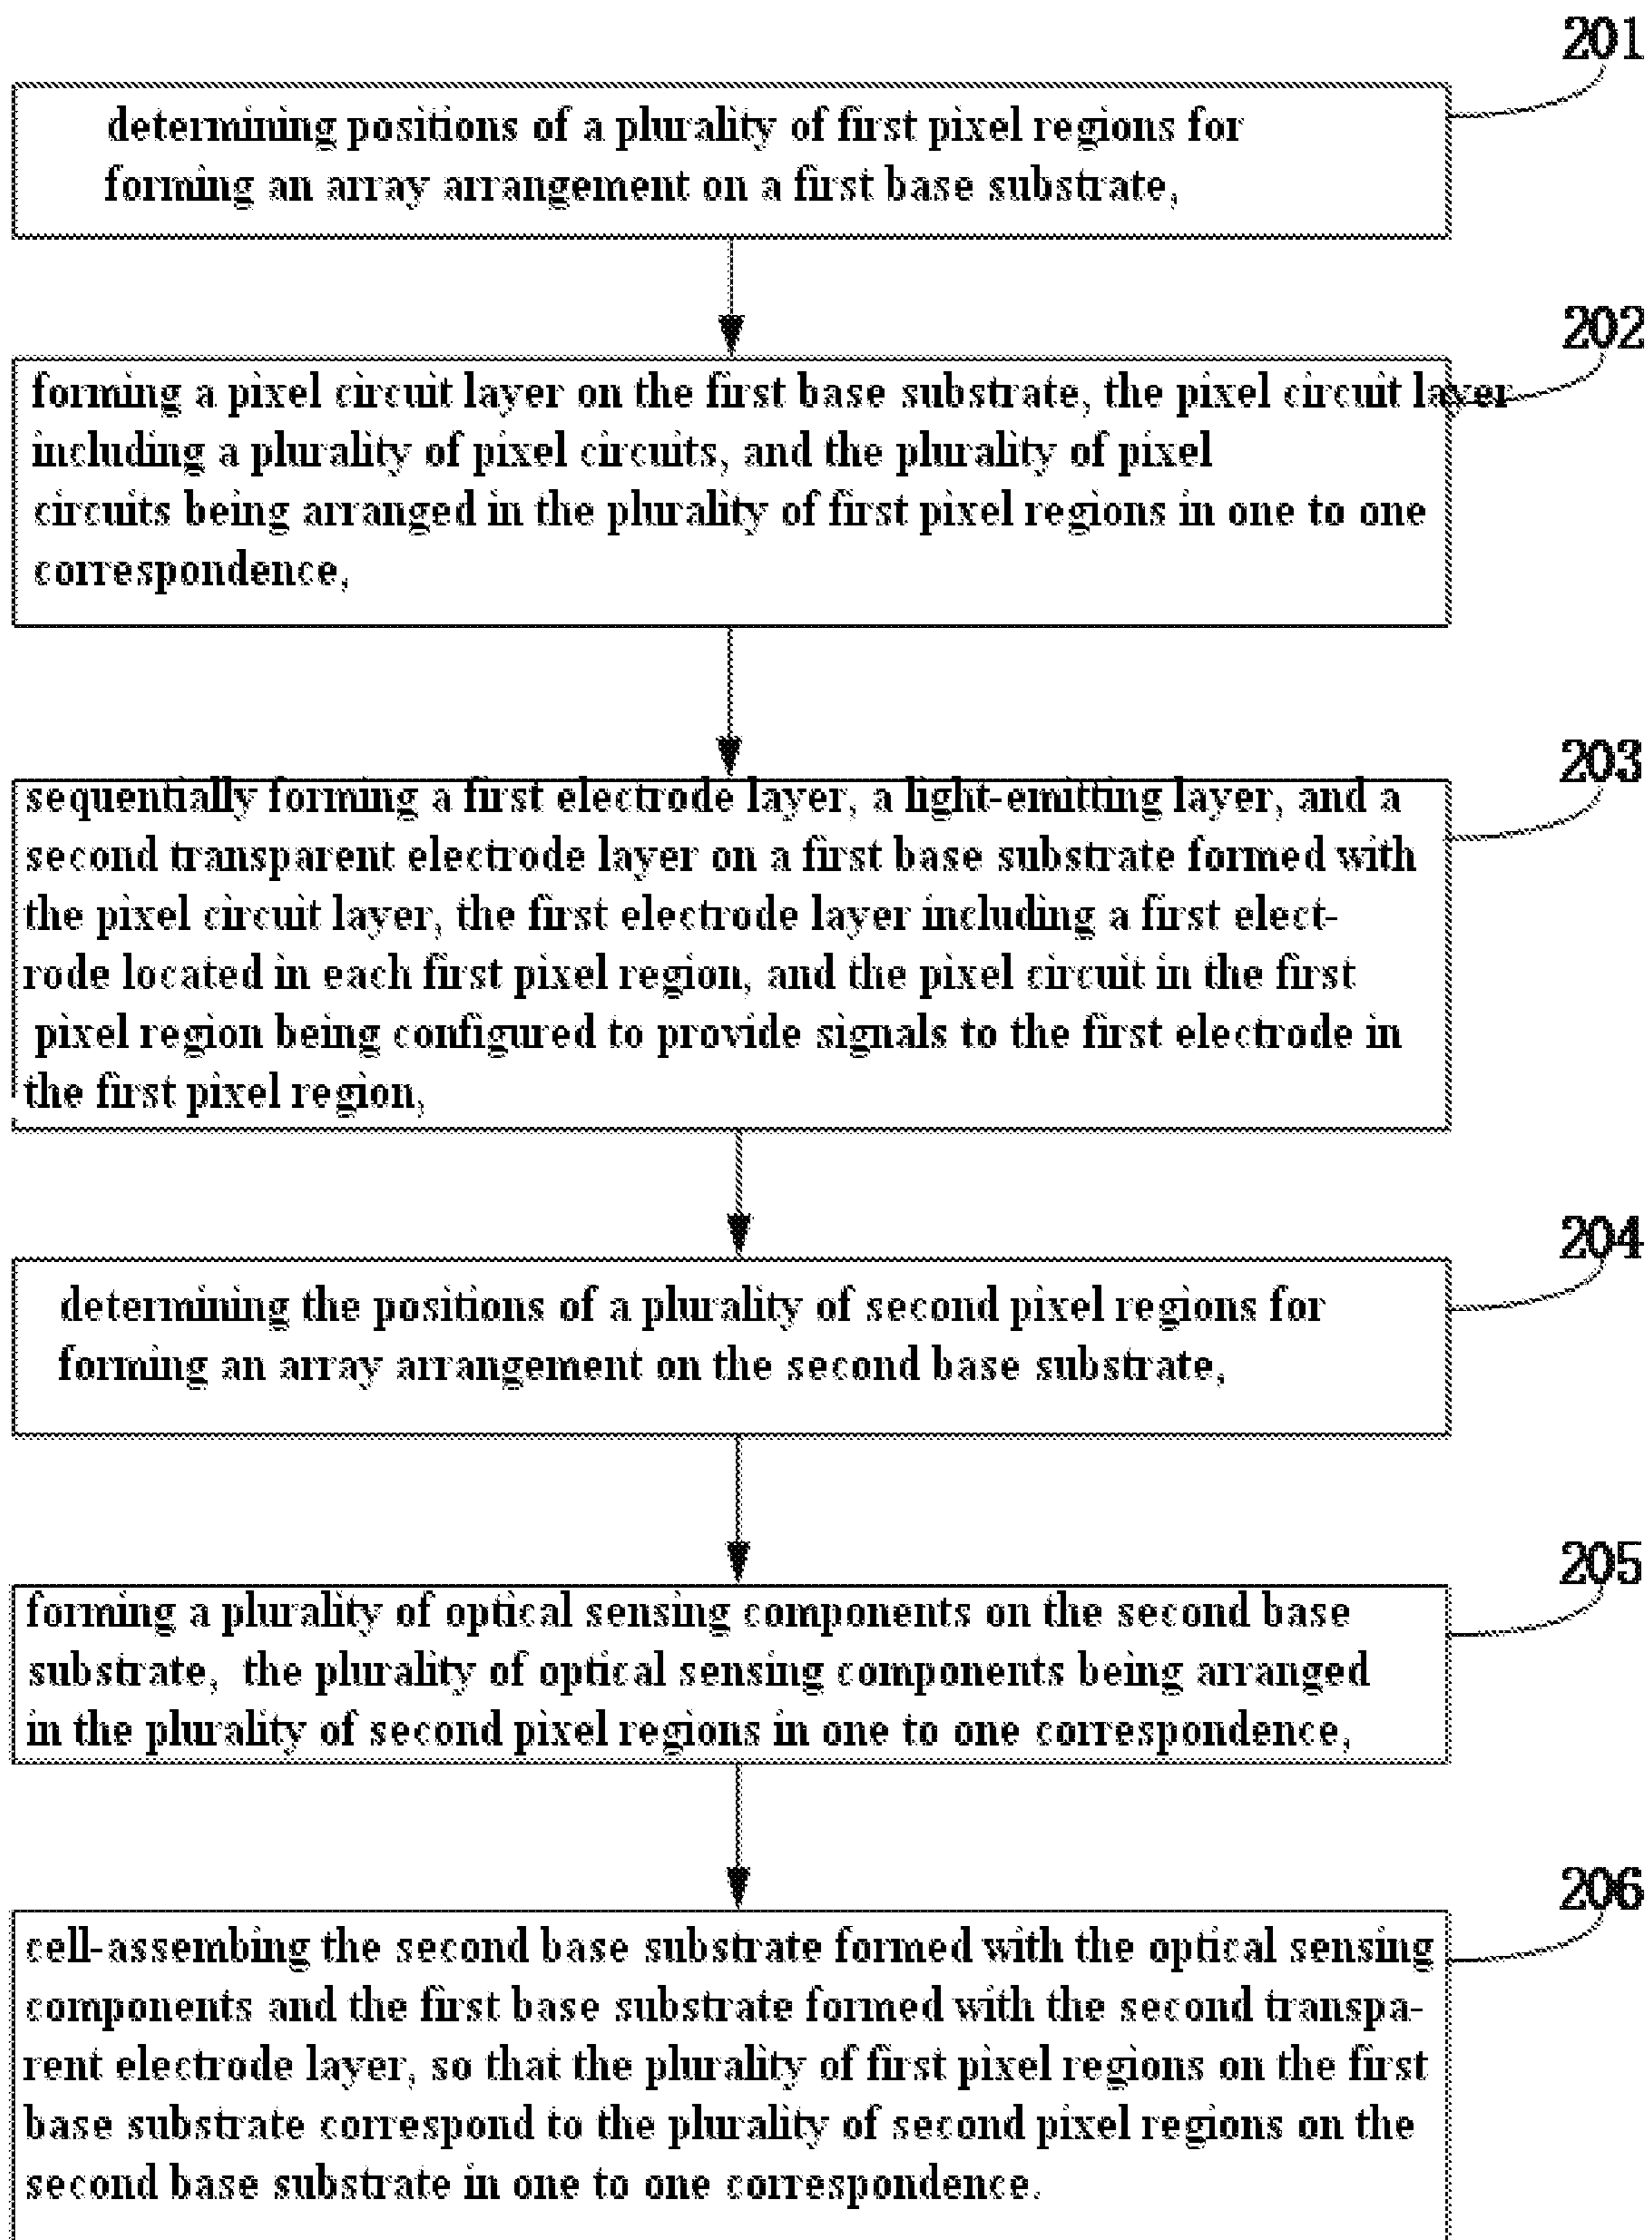 201
determining positions of a plurality of first pixel regions for
forming an array arrangement on a first base substrate,
202
forming a pixel circuit layer on the first base substrate, the pixel circuit layer
including a plurality of pixel circuits, and the plurality of pixel
circuits being arranged in the plurality of first pixel regions in one to one
correspondence,
203
sequentially forming a first electrode layer, a light-emitting layer, and a
second transparent electrode layer on a first base substrate formed with
the pixel circuit layer, the first electrode layer including a first elect-
rode located in each first pixel region, and the pixel circuit in the first
pixel region being configured to provide signals to the first electrode in
the first pixel region,
204
determining the positions of a plurality of second pixel regions for
forming an array arrangement on the second base substrate,
205
forming a plurality of optical sensing components on the second base
substrate, the plurality of optical sensing components being arranged
in the plurality of second pixel regions in one to one correspondence,
206
cell-assembing the second base substrate formed with the optical sensing
components and the first base substrate formed with the second transpa-
rent electrode layer, so that the plurality of first pixel regions on the first
base substrate correspond to the plurality of second pixel regions on the
second base substrate in one to one correspondence.